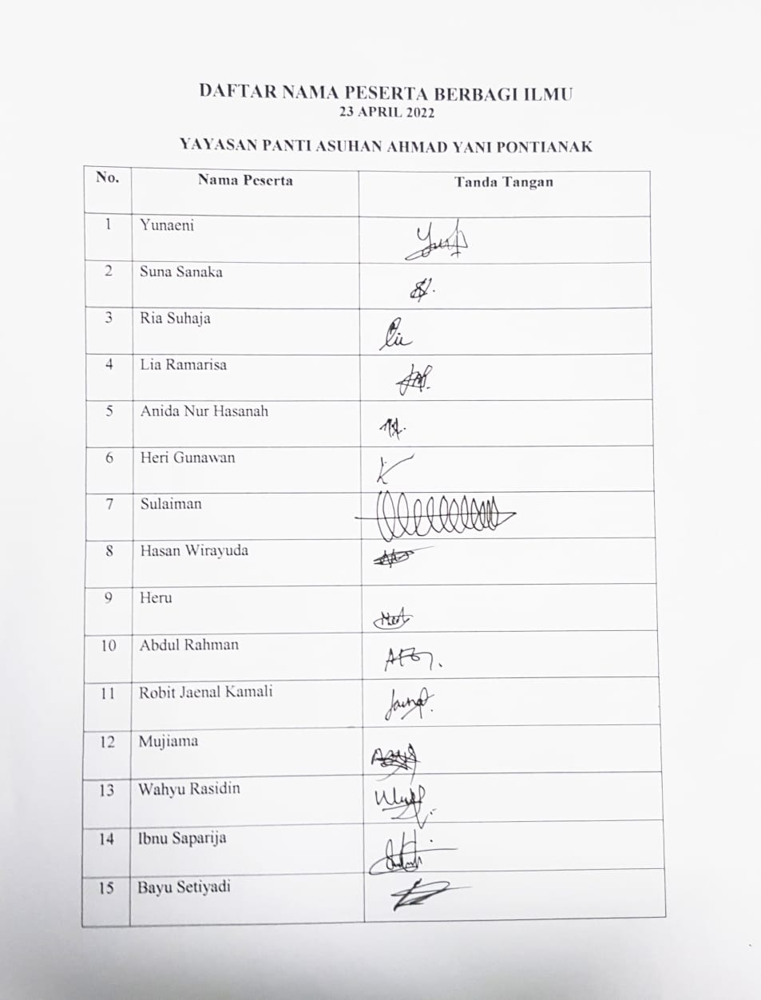 DAFTAR NAMA PESERTA BERBAGI ILMU
23 APRIL 2022
YAYASAN PANTI ASUHAN AHMAD YANI PONTIANAK
No. Nama Peserta Tanda Tangan
1 Yunaeni
2 Suna Sanaka
3 Ria Suhaja
4 Lia Ramarisa
5 Anida Nur Hasanah
6 Heri Gunawan
7 Sulaiman
8 Hasan Wirayuda
9 Heru
10 Abdul Rahman
11 Robit Jaenal Kamali
12 Mujiama
13 Wahyu Rasidin
14 Ibnu Saparija
15 Bayu Setiyadi